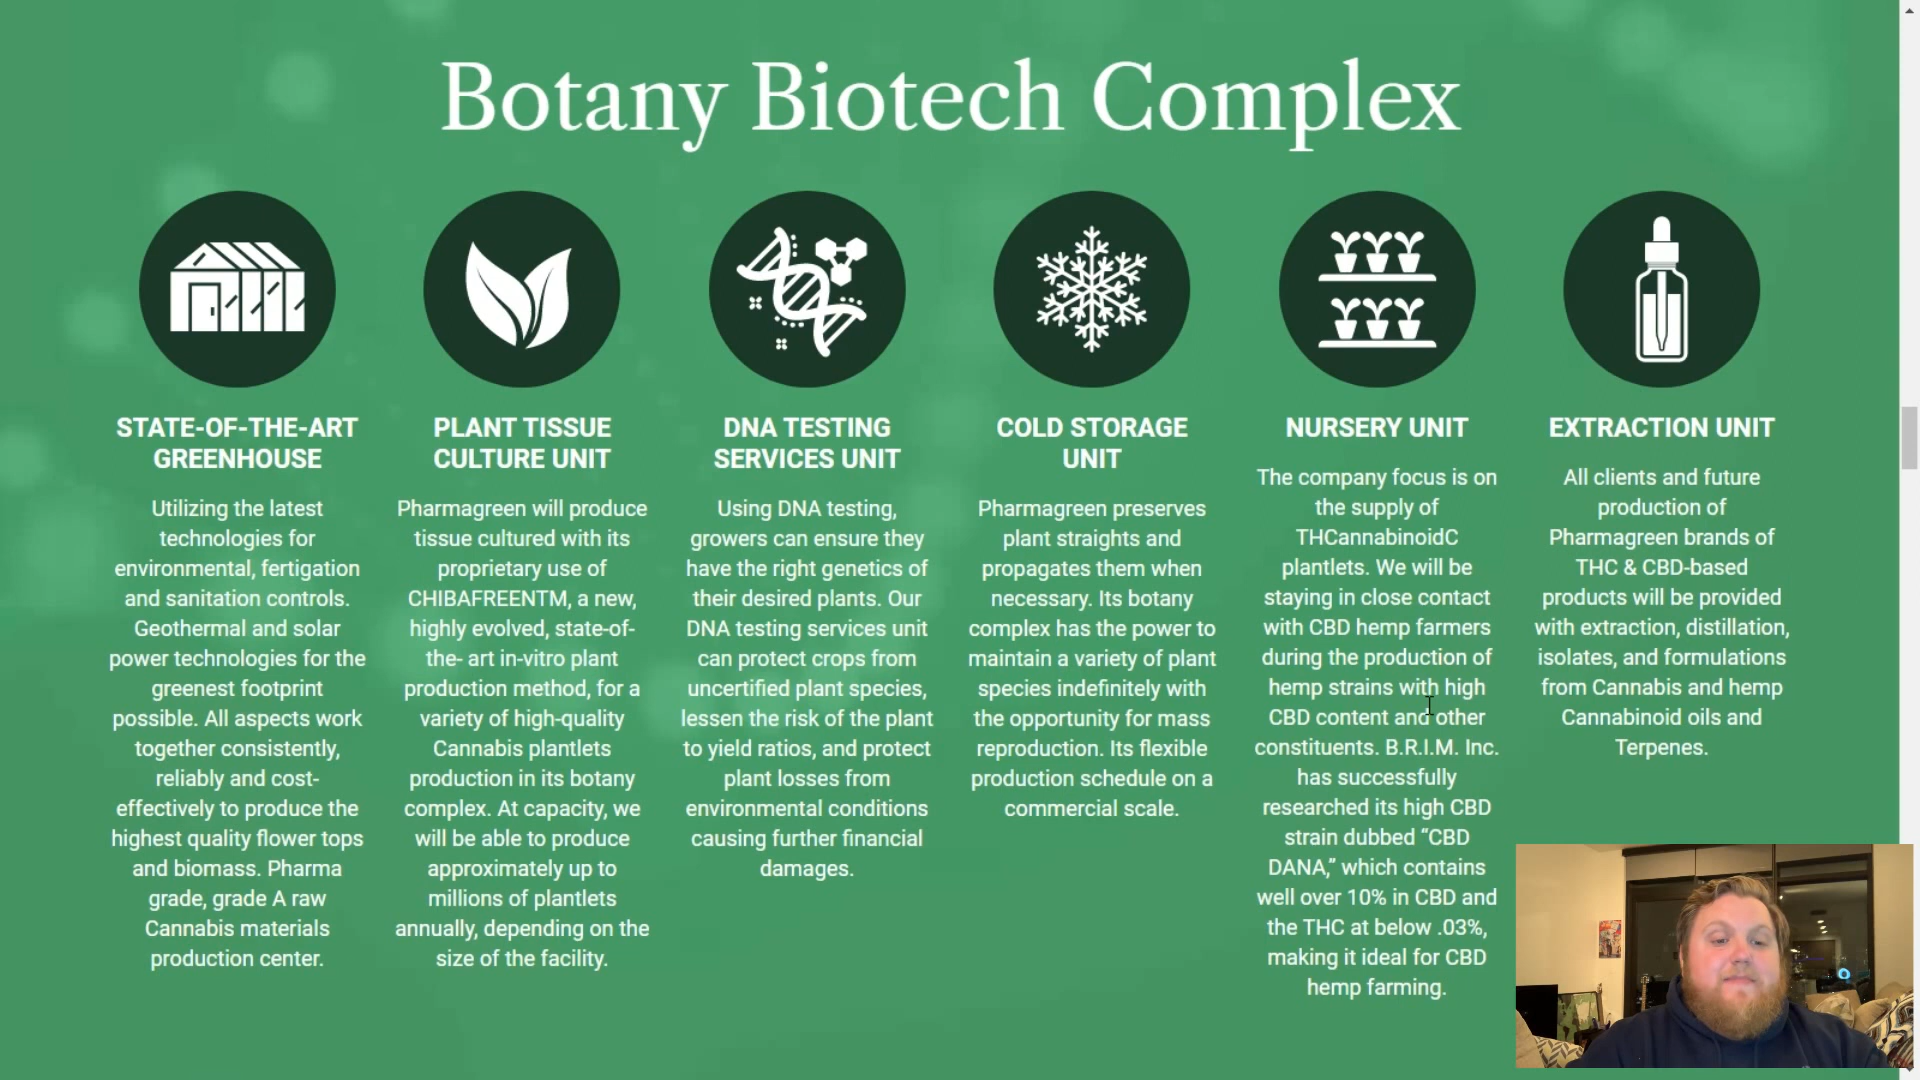 Botany Biotech Complex
STATE-OF-THE-ART
GREENHOUSE
Utilizing the latest
technologies for
environmental, fertigation
and sanitation controls.
Geothermal and solar
power technologies for the
greenest footprint
possible. All aspects work
together consistently,
reliably and cost-
effectively to produce the
highest quality flower tops
and biomass. Pharma
grade, grade A raw
Cannabis materials
production center.
PLANT TISSUE
CULTURE UNIT
Pharmagreen will produce
tissue cultured with its
proprietary use of
CHIBAFREENTM, a new,
highly evolved, state-of-
the- art in-vitro plant
production method, for a
variety of high-quality
Cannabis plantlets
production in its botany
complex. At capacity, we
will be able to produce
approximately up to
millions of plantlets
annually, depending on the
size of the facility.
DNA TESTING
SERVICES UNIT
Using DNA testing,
growers can ensure they
have the right genetics of
their desired plants. Our
DNA testing services unit
can protect crops from
uncertified plant species,
lessen the risk of the plant
to yield ratios, and protect
plant losses from
environmental conditions
causing further financial
damages.
COLD STORAGE
UNIT
Pharmagreen preserves
plant straights and
propagates them when
necessary. Its botany
complex has the power to
maintain a variety of plant
species indefinitely with
the opportunity for mass
reproduction. Its flexible
production schedule on a
commercial scale.
NURSERY UNIT
The company focus is on
the supply of
THCannabinoidC
plantlets. We will be
staying in close contact
with CBD hemp farmers
during the production of
hemp strains with high
CBD content and other
constituents. B.R.I.M. Inc.
has successfully
researched its high CBD
strain dubbed “CBD
DANA,” which contains
well over 10% in CBD and
the THC at below .03%,
making it ideal for CBD
hemp farming.
EXTRACTION UNIT
All clients and future
production of
Pharmagreen brands of
THC & CBD-based
products will be provided
with extraction, distillation,
isolates, and formulations
from Cannabis and hemp
Cannabinoid oils and
Terpenes.